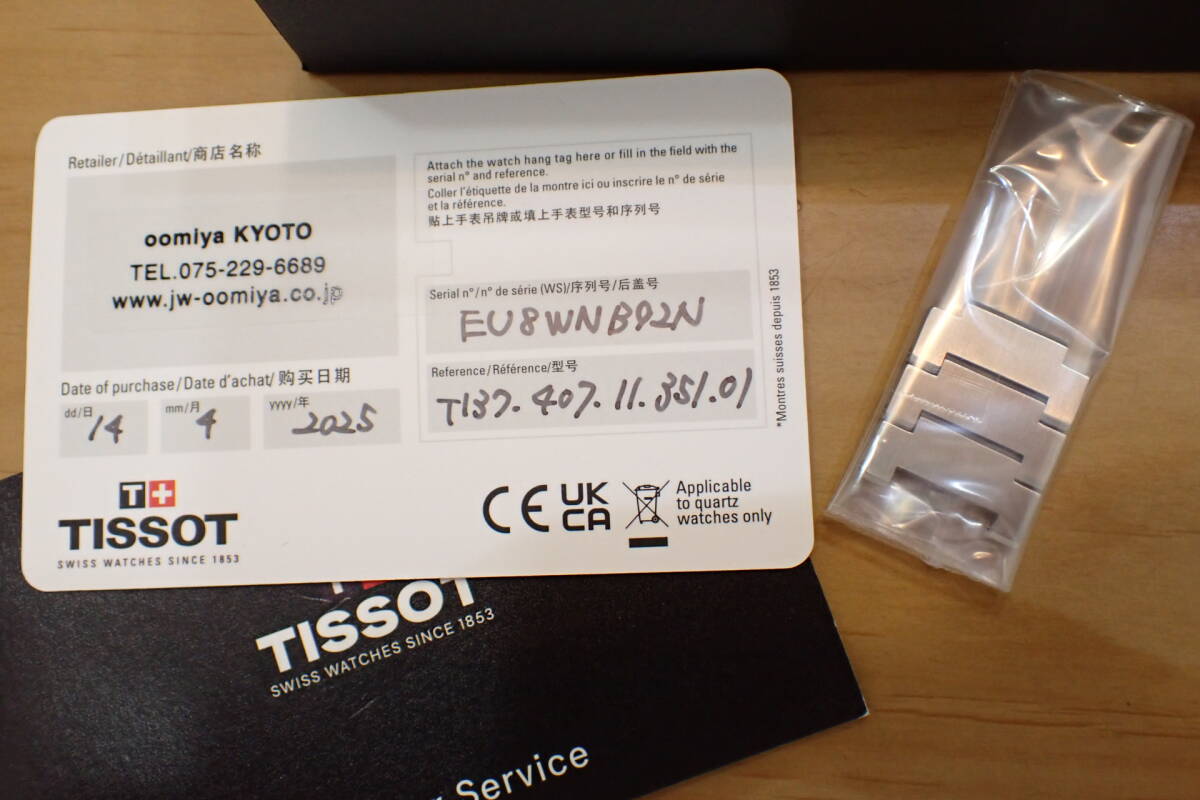 Retailer/Détaillant/商店名称
oomiya KYOTO
TEL.075-229-6689
www.jw-oomiya.co.jp
Date of purchase/Date d'achat/购买日期
dd/日
14
mm/月
4
yyyy/年
2025
Attach the watch hang tag here or fill in the field with the
serial n° and reference.
Coller l'étiquette de la montre ici ou inscrire le n° de série
et la référence.
贴上手表吊牌或填上手表型号和序列号
Serial n°/n° de série (WS)/序列号/后盖号
EU8WNB92N
Reference/Référence/型号
T137.407.11.351.01
*Montres suisses depuis 1853
T+
TISSOT
SWISS WATCHES SINCE 1853
CE
UK
CA
Applicable
to quartz
watches only
TISSOT
SWISS WATCHES SINCE 1853
Service